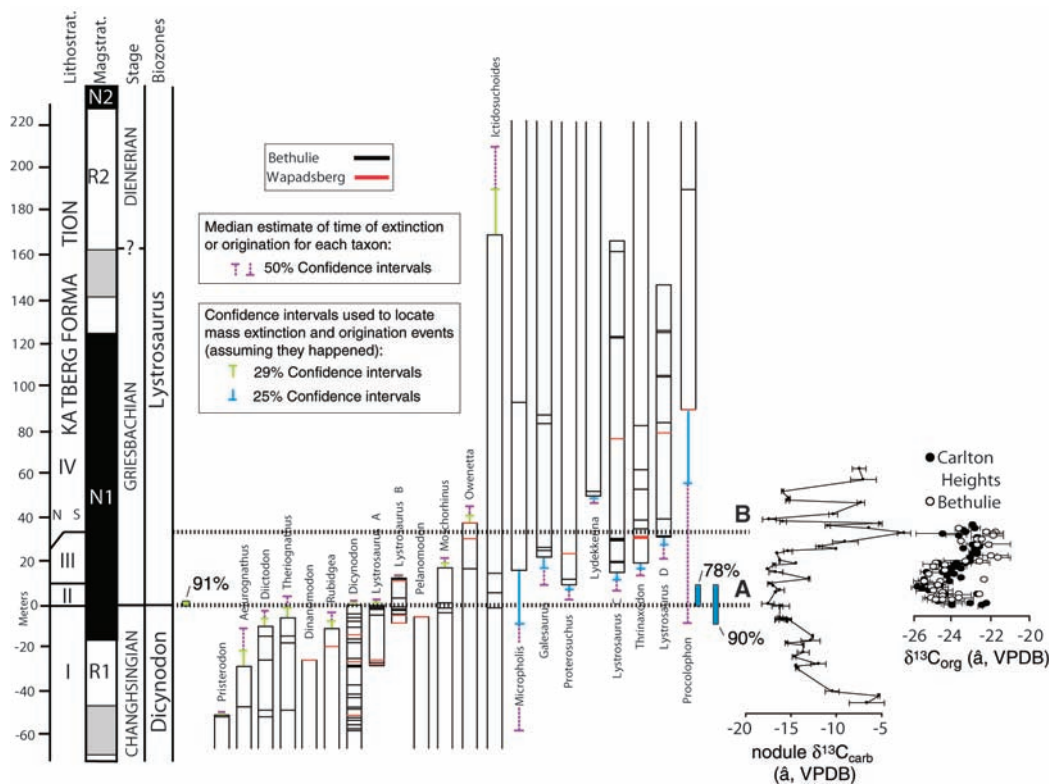 Lithostrat.
Magstrat.
Stage
Biozones
220
200
180
160
140
120
100
80
60
40
20
0
-20
-40
-60
Meters
KATBERG FORMA TION
IV
N S
III
II
I
N2
R2
N1
R1
DIENERIAN
?
GRIESBACHIAN
CHANGHSINGIAN
Lystrosaurus
Dicynodon
Bethulie
Wapadsberg
Median estimate of time of extinction
or origination for each taxon:
50% Confidence intervals
Confidence intervals used to locate
mass extinction and origination events
(assuming they happened):
29% Confidence intervals
25% Confidence intervals
91%
Pristerodon
Aelurognathus
Diictodon
Theriognathus
Dinanomodon
Rubidgea
Dicynodon
Lystrosaurus A
Lystrosaurus B
Pelanomodon
Moschorhinus
Owenetta
Ictidosuchoides
Micropholis
Galesaurus
Proterosuchus
Lydekkerina
Lystrosaurus C
Thrinaxodon
Lystrosaurus D
Procolophon
B
A
78%
90%
-20 -15 -10 -5
nodule δ13Ccarb
(â, VPDB)
Carlton
Heights
Bethulie
-26 -24 -22 -20
δ13Corg (â, VPDB)